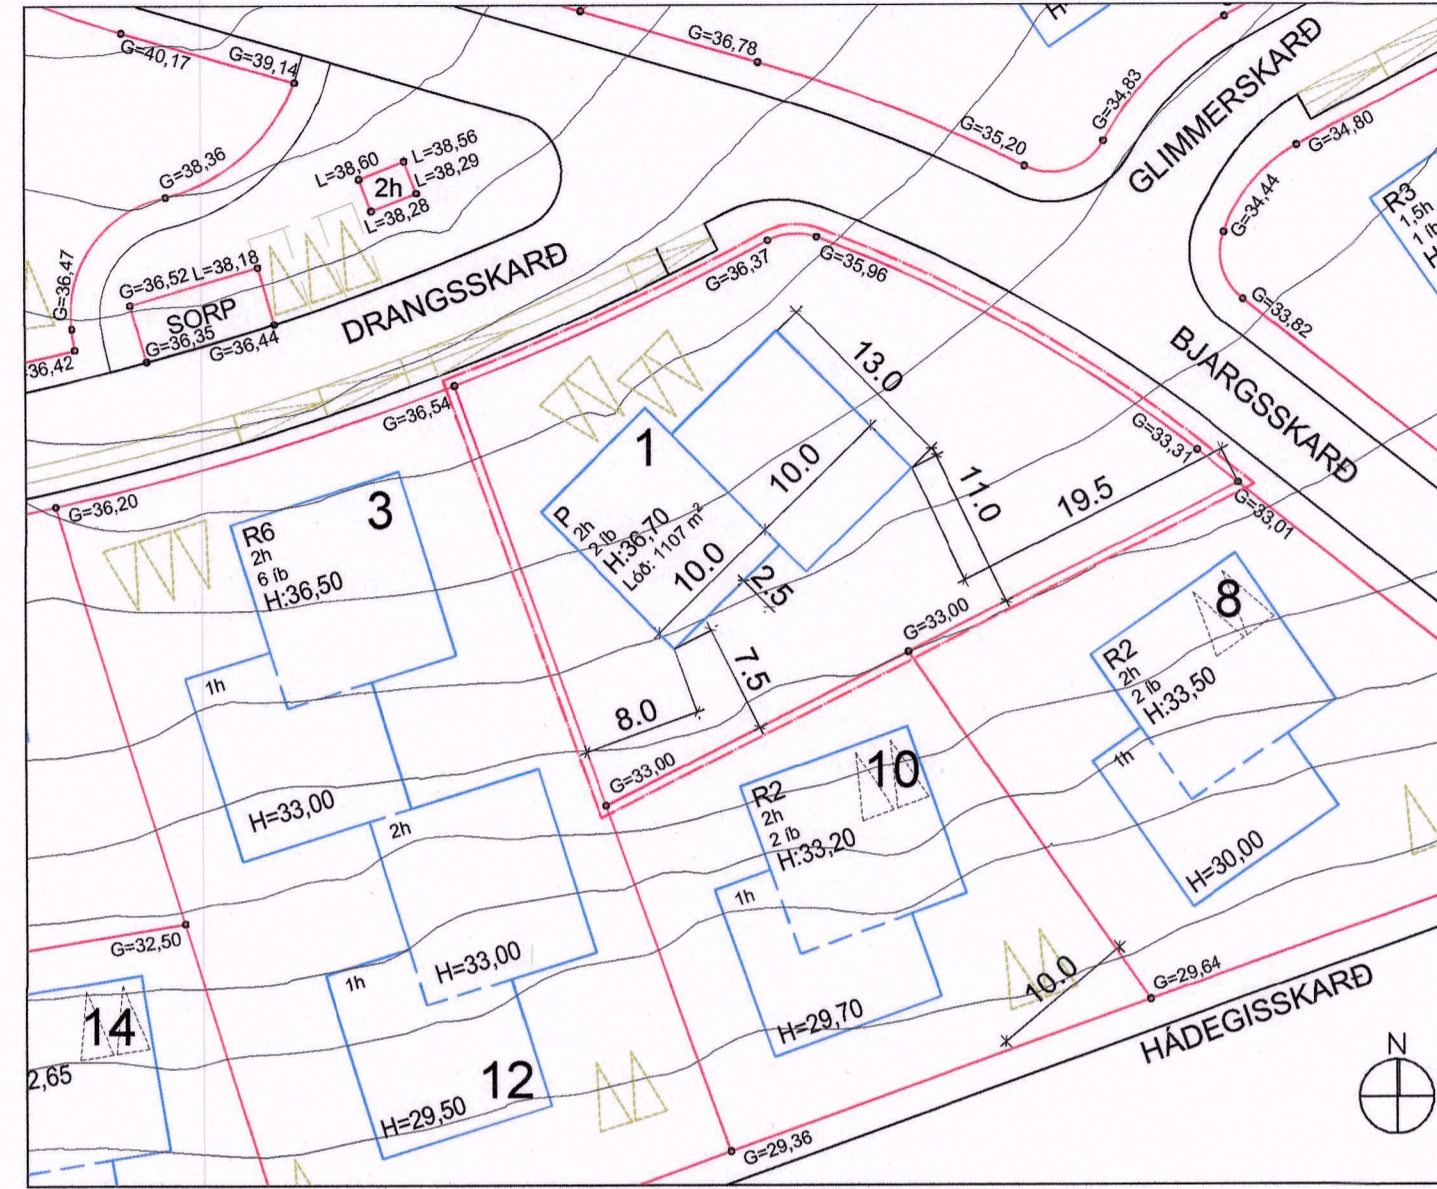 G=40,17
G=39,14
G=36,78
H
G=34,83
GLIMMERSKARÐ
G=35,20
G=34,80
G=38,36
L=38,60
L=38,56
L=38,29
2h
L=38,28
G=34,44
R3
1,5h
G=36,47
G=36,52
L=38,18
SORP
G=36,35
G=36,44
36,42
DRANGSSKARÐ
G=36,37
G=35,96
G=33,82
BJARGSSKARÐ
13.0
G=36,54
G=33,31
G=36,20
3
R6
2h
6 íb
H:36,50
1
P
2h
2 íb
H:36,70
Lóð: 1107 m²
10.0
10.0
11.0
19.5
G=33,01
2.5
7.5
8.0
G=33,00
G=33,00
8
R2
2h
2 íb
H:33,50
1h
H=30,00
1h
H=33,00
2h
H=33,00
10
R2
2h
2 íb
H:33,20
1h
H=29,70
G=32,50
14
2,65
1h
12
H=29,50
10.0
G=29,64
HÁDEGISSKARÐ
G=29,36
N